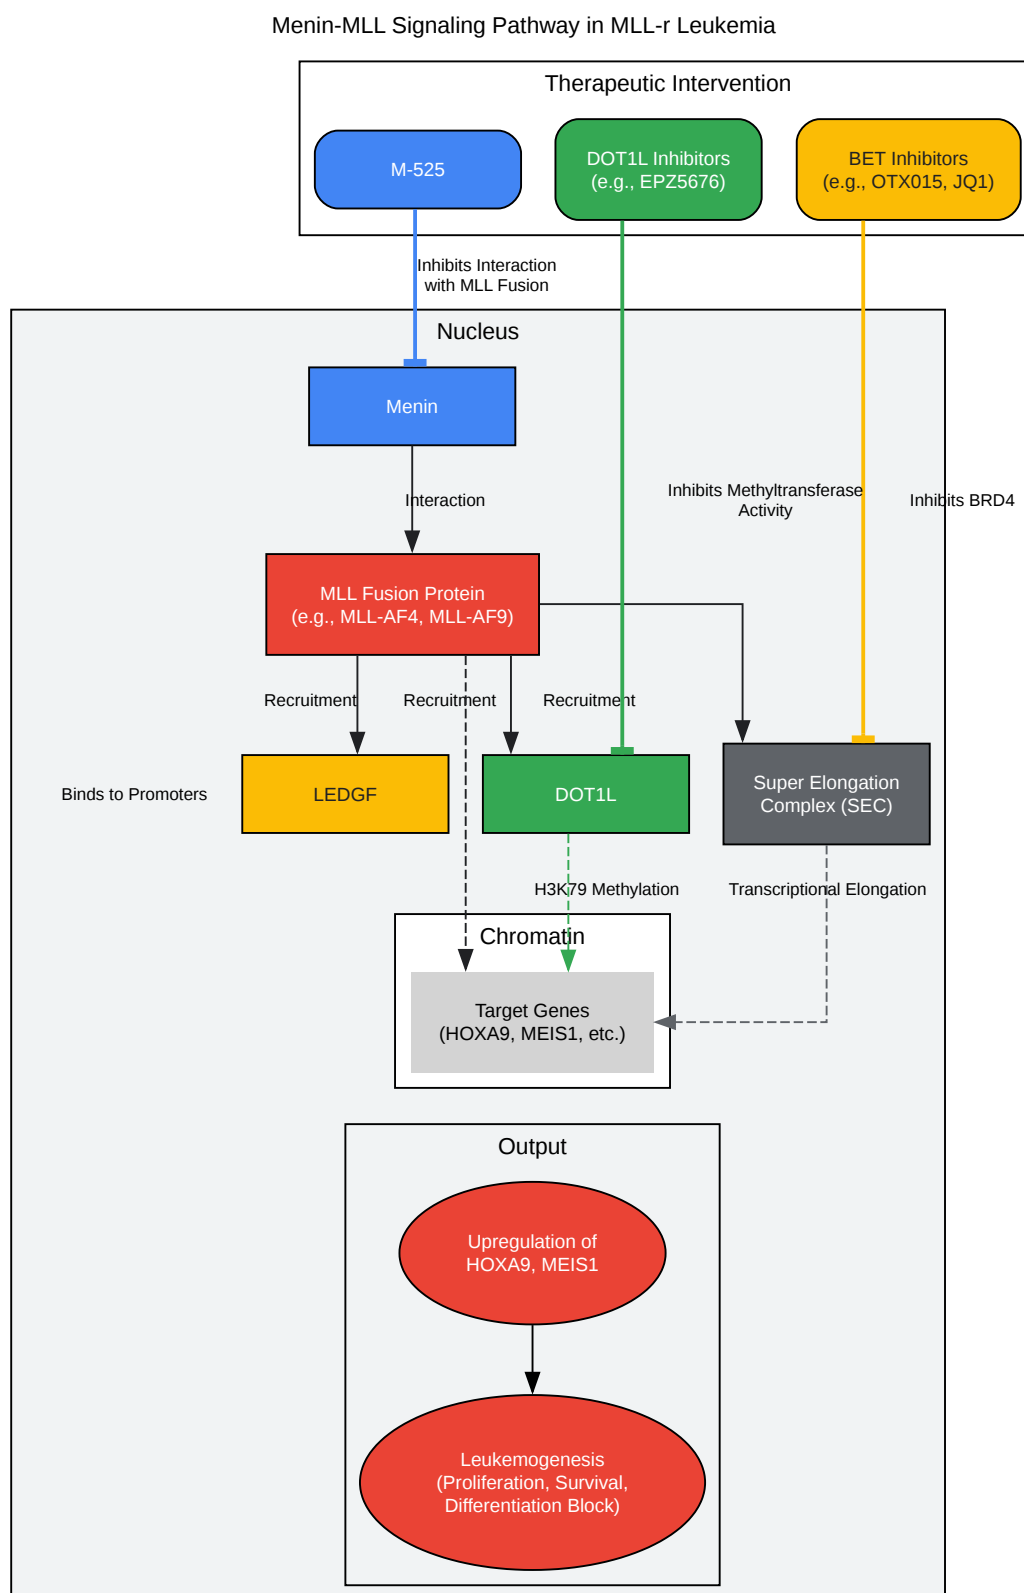 Menin-MLL Signaling Pathway in MLL-r Leukemia
Therapeutic Intervention
M-525
DOT1L Inhibitors
(e.g., EPZ5676)
BET Inhibitors
(e.g., OTX015, JQ1)
Inhibits Interaction
with MLL Fusion
Nucleus
Menin
Interaction
Inhibits Methyltransferase
Activity
Inhibits BRD4
MLL Fusion Protein
(e.g., MLL-AF4, MLL-AF9)
Recruitment
Recruitment
Recruitment
Binds to Promoters
LEDGF
DOT1L
Super Elongation
Complex (SEC)
H3K79 Methylation
Transcriptional Elongation
Chromatin
Target Genes
(HOXA9, MEIS1, etc.)
Output
Upregulation of
HOXA9, MEIS1
Leukemogenesis
(Proliferation, Survival,
Differentiation Block)